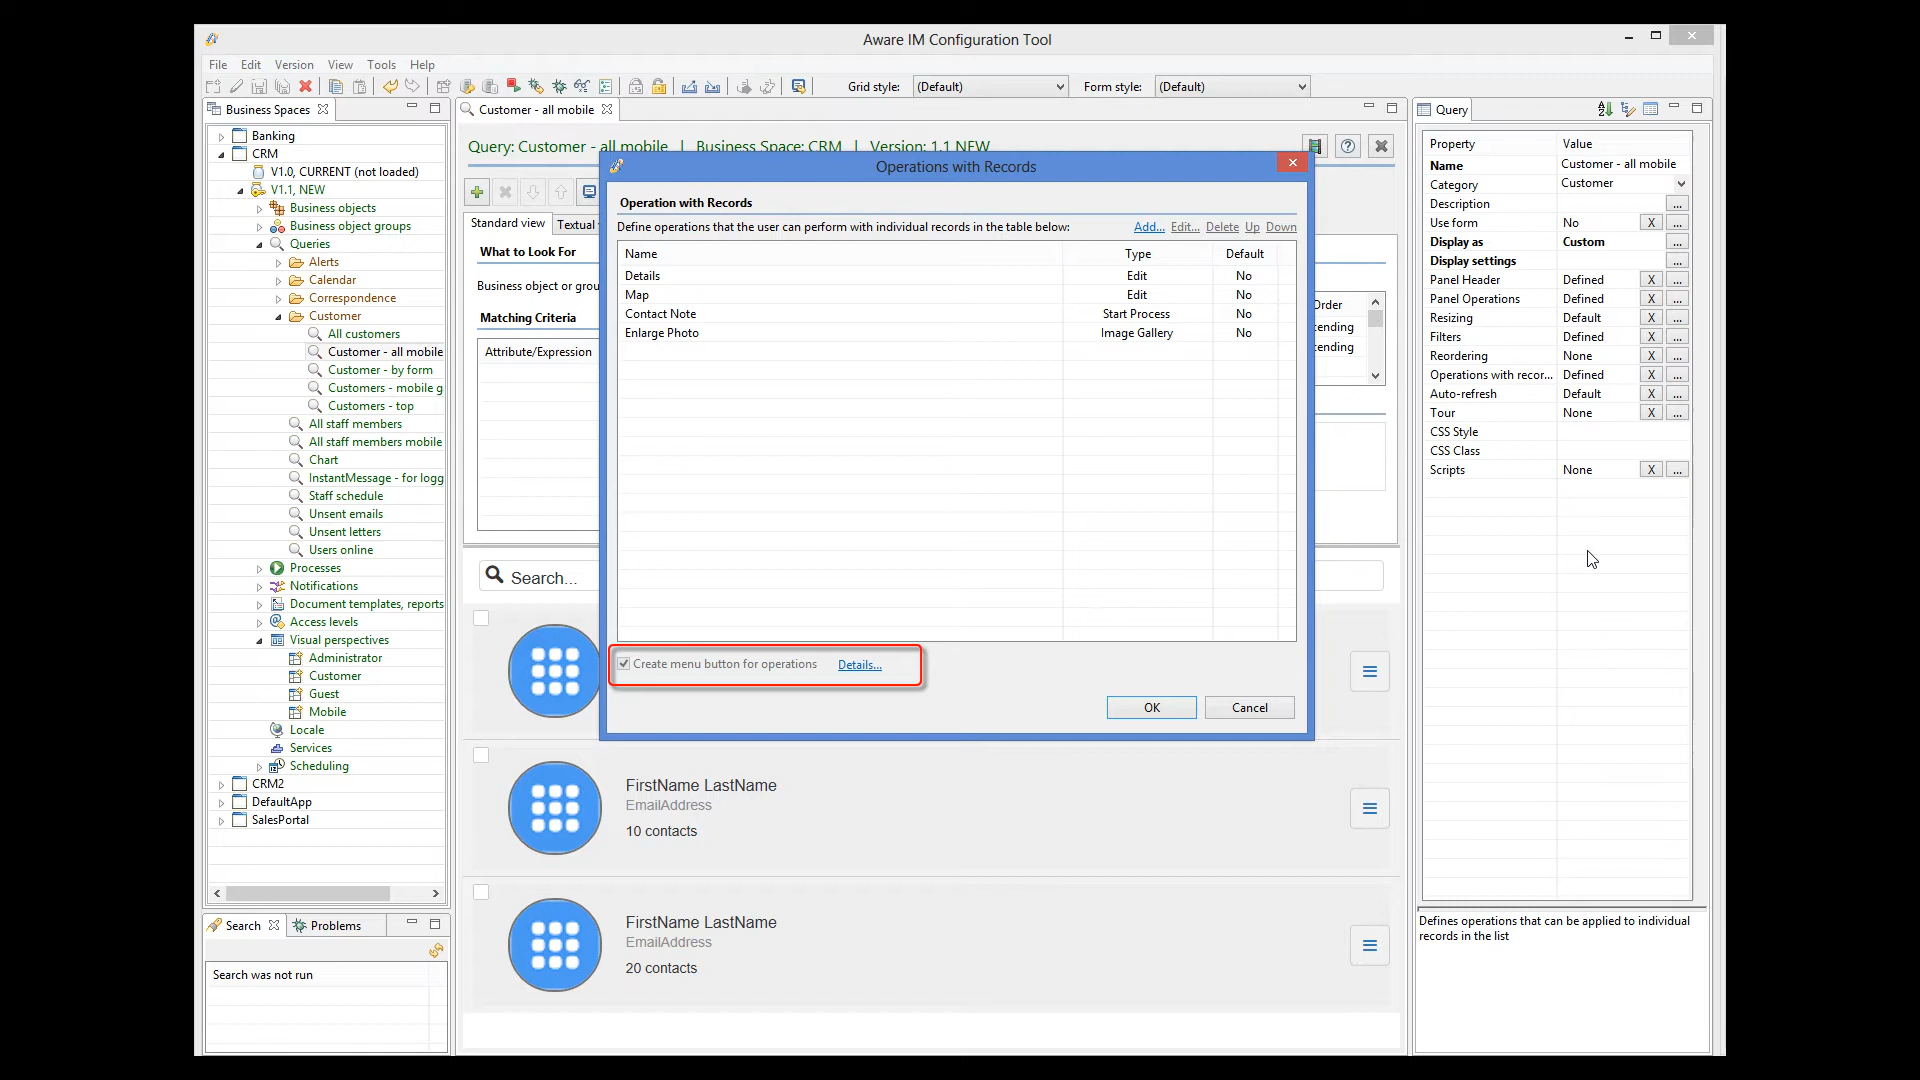 Aware IM Configuration Tool
File Edit Version View Tools Help
Grid style: (Default) Form style: (Default)
Business Spaces
Banking
CRM
V1.0, CURRENT (not loaded)
V1.1, NEW
Business objects
Business object groups
Queries
Alerts
Calendar
Correspondence
Customer
All customers
Customer - all mobile
Customer - by form
Customers - mobile g
Customers - top
All staff members
All staff members mobile
Chart
InstantMessage - for logg
Staff schedule
Unsent emails
Unsent letters
Users online
Processes
Notifications
Document templates, reports
Access levels
Visual perspectives
Administrator
Customer
Guest
Mobile
Locale
Services
Scheduling
CRM2
DefaultApp
SalesPortal
Search Problems
Search was not run
Customer - all mobile
Query: Customer - all mobile | Business Space: CRM | Version: 1.1 NEW
Standard view Textual
What to Look For
Business object or grou
Matching Criteria
Attribute/Expression
Order
tending
tending
Search...
FirstName LastName
EmailAddress
10 contacts
FirstName LastName
EmailAddress
20 contacts
Operations with Records
Operation with Records
Define operations that the user can perform with individual records in the table below: Add... Edit... Delete Up Down
Name Type Default
Details Edit No
Map Edit No
Contact Note Start Process No
Enlarge Photo Image Gallery No
Create menu button for operations Details...
OK Cancel
Query
Property Value
Name Customer - all mobile
Category Customer
Description ...
Use form No X ...
Display as Custom ...
Display settings ...
Panel Header Defined X ...
Panel Operations Defined X ...
Resizing Default X ...
Filters Defined X ...
Reordering None X ...
Operations with recor... Defined X ...
Auto-refresh Default X ...
Tour None X ...
CSS Style
CSS Class
Scripts None X ...
Defines operations that can be applied to individual
records in the list